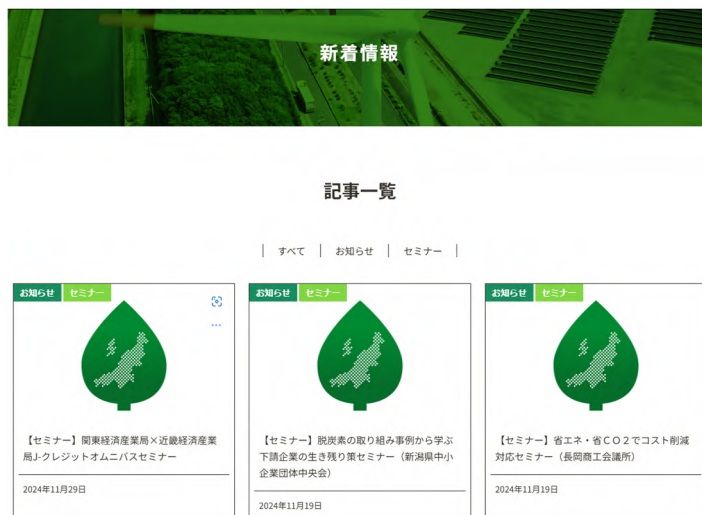 新着情報
記事一覧
| すべて | お知らせ | セミナー |
お知らせ セミナー
【セミナー】関東経済産業局×近畿経済産業
局J-クレジットオムニバスセミナー
2024年11月29日
お知らせ セミナー
【セミナー】脱炭素の取り組み事例から学ぶ
下請企業の生き残り策セミナー（新潟県中小
企業団体中央会）
2024年11月19日
お知らせ セミナー
【セミナー】省エネ・省ＣＯ２でコスト削減
対応セミナー（長岡商工会議所）
2024年11月19日